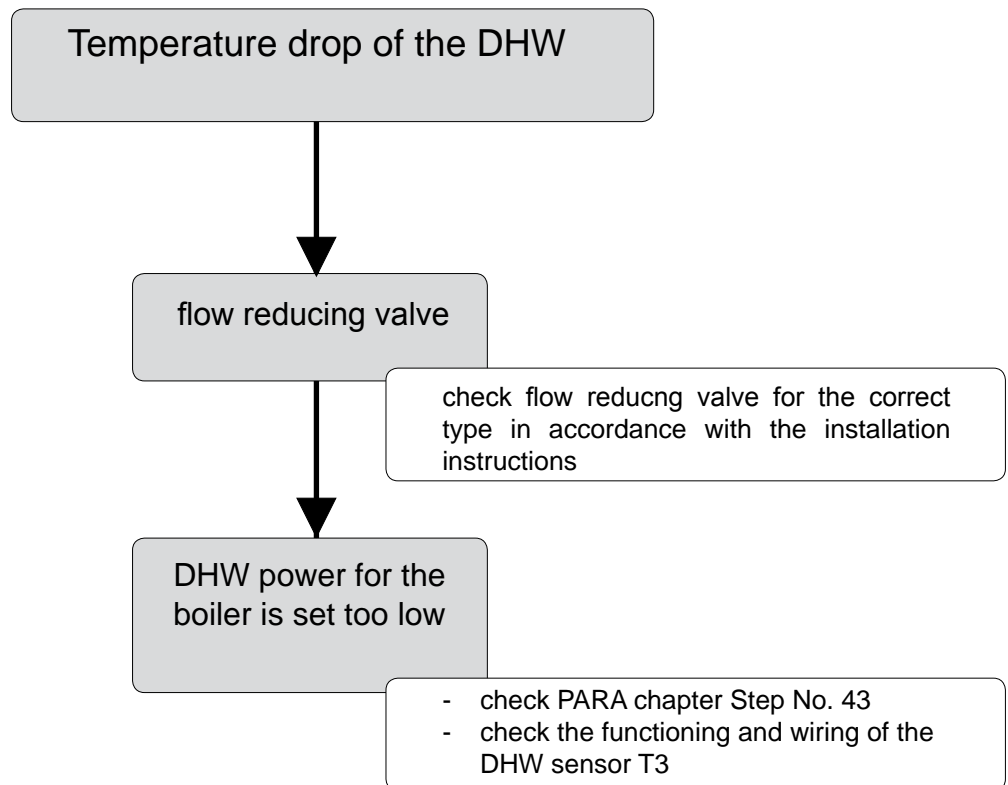 Temperature drop of the DHW
flow reducing valve
check flow reducng valve for the correct
type in accordance with the installation
instructions
DHW power for the
boiler is set too low
- check PARA chapter Step No. 43
- check the functioning and wiring of the
DHW sensor T3